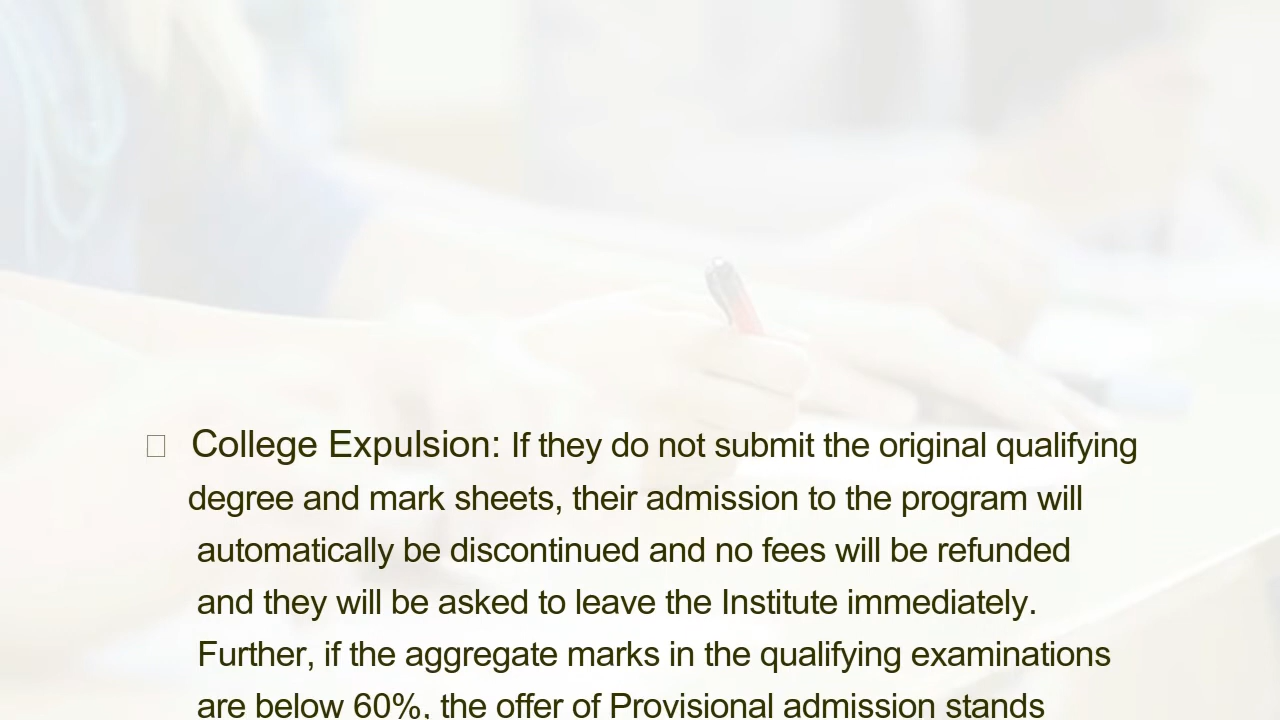 College Expulsion: If they do not submit the original qualifying
degree and mark sheets, their admission to the program will
automatically be discontinued and no fees will be refunded
and they will be asked to leave the Institute immediately.
Further, if the aggregate marks in the qualifying examinations
are below 60%, the offer of Provisional admission stands